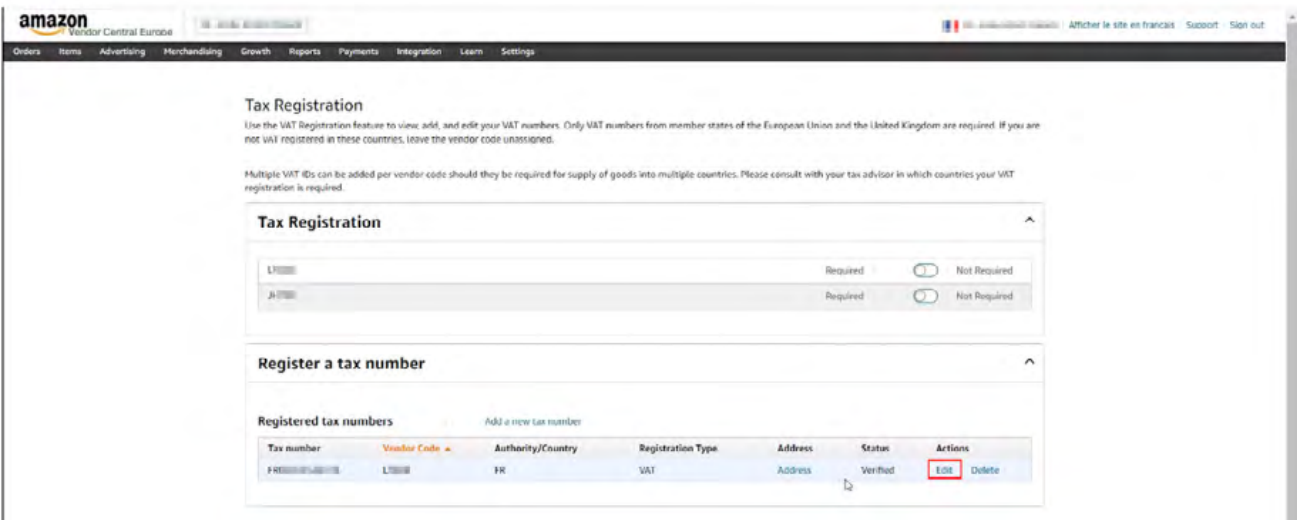 amazon
Vendor Central Europe
Afficher le site en francais Support Sign out
Orders Items Advertising Merchandising Growth Reports Payments Integration Learn Settings
Tax Registration
Use the VAT Registration feature to view, add, and edit your VAT numbers. Only VAT numbers from member states of the European Union and the United Kingdom are required. If you are
not VAT registered in these countries, leave the vendor code unassigned.
Multiple VAT IDs can be added per vendor code should they be required for supply of goods into multiple countries. Please consult with your tax advisor in which countries your VAT
registration is required.
Tax Registration
Required Not Required
Required Not Required
Register a tax number
Registered tax numbers Add a new tax number
Tax number Vendor Code Authority/Country Registration Type Address Status Actions
FR VAT Address Verified Edit Delete